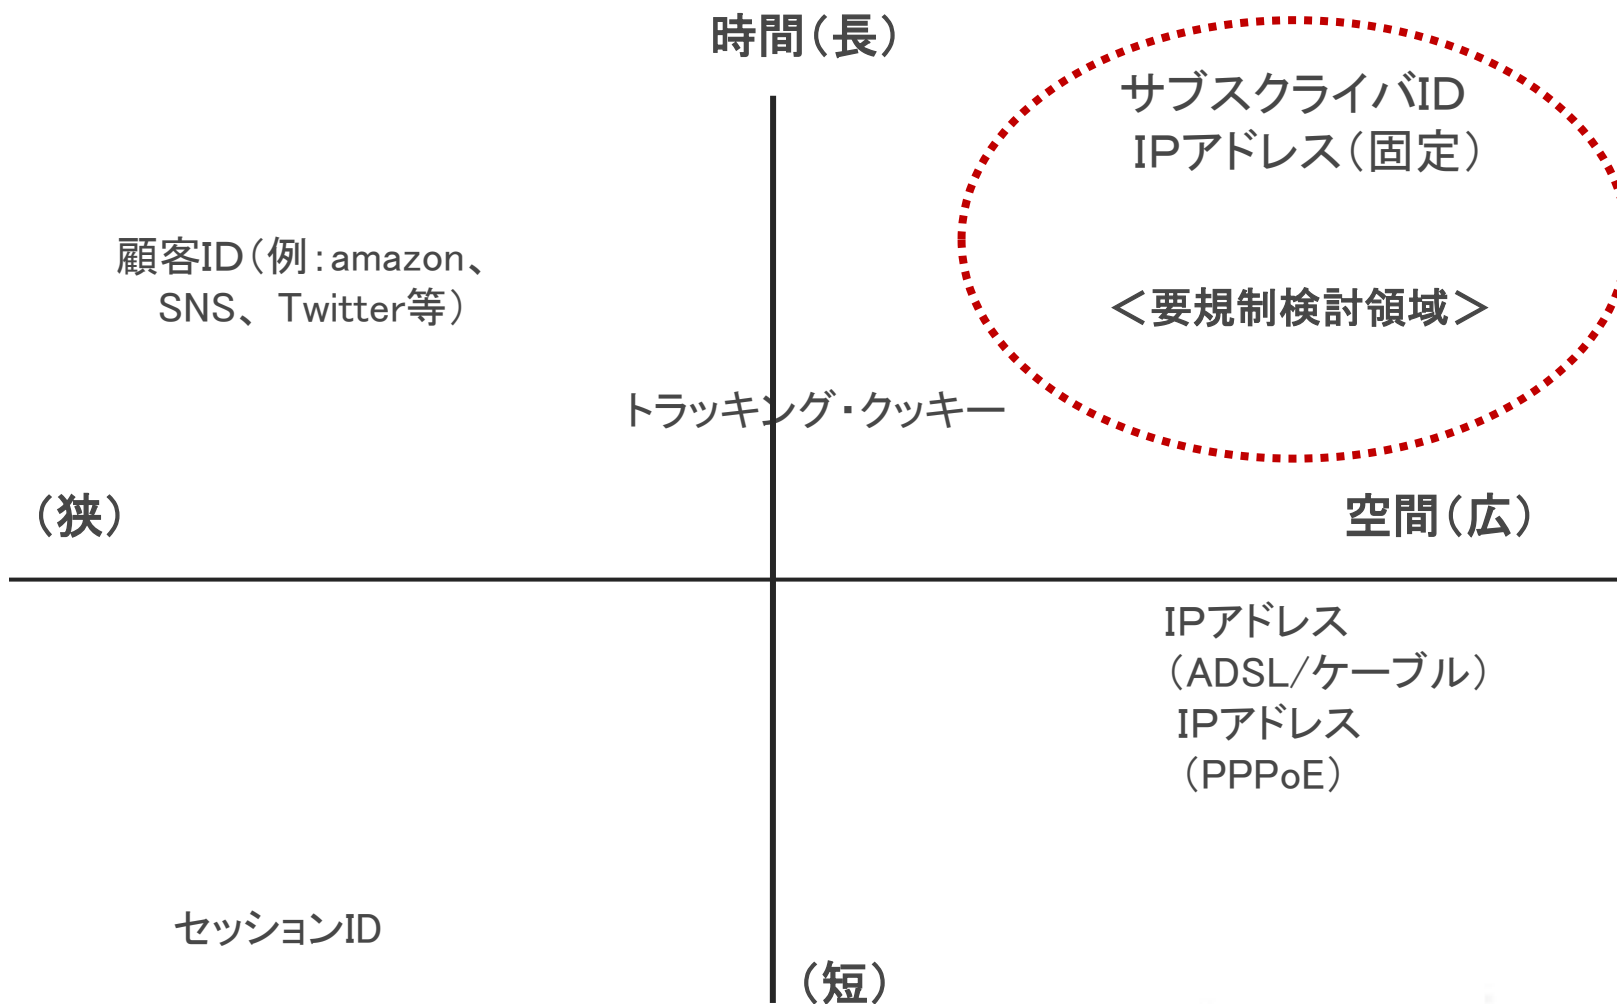 時間（長）
サブスクライバID
IPアドレス（固定）
顧客ID（例：amazon、
SNS、Twitter等）
＜要規制検討領域＞
トラッキング・クッキー
（狭）
空間（広）
IPアドレス
（ADSL/ケーブル）
IPアドレス
（PPPoE）
セッションID
（短）